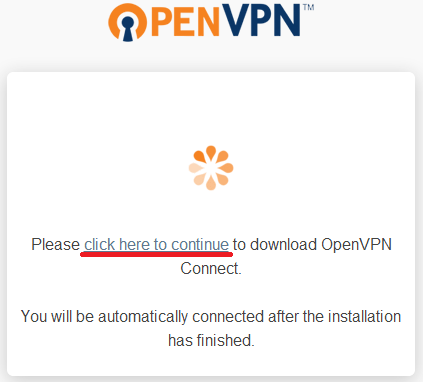 OPENVPN™
Please click here to continue to download OpenVPN
Connect.
You will be automatically connected after the installation
has finished.